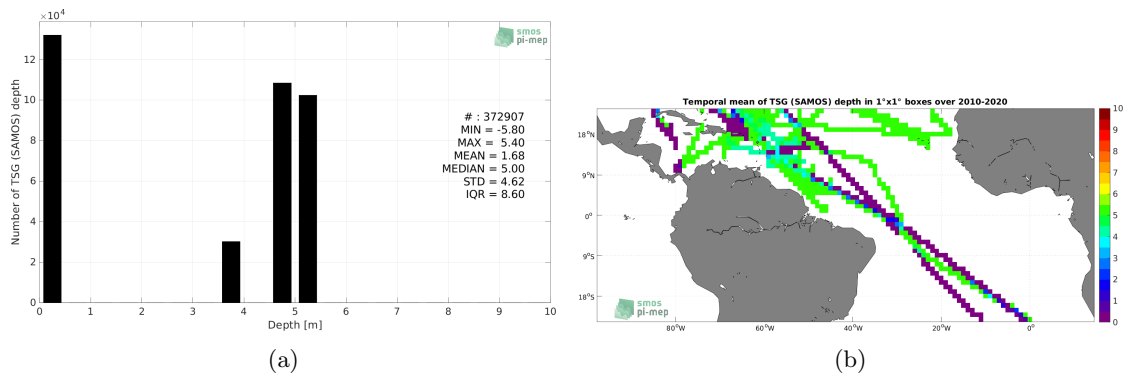 ×10⁴
smos
pi-mep
Number of TSG (SAMOS) depth
12
10
8
6
4
2
0
# : 372907
MIN = -5.80
MAX = 5.40
MEAN = 1.68
MEDIAN = 5.00
STD = 4.62
IQR = 8.60
0 1 2 3 4 5 6 7 8 9 10
Depth [m]
(a)
Temporal mean of TSG (SAMOS) depth in 1°x1° boxes over 2010-2020
18°N
9°N
0°
9°S
18°S
80°W 60°W 40°W 20°W 0°
10
9
8
7
6
5
4
3
2
1
0
smos
pi-mep
(b)